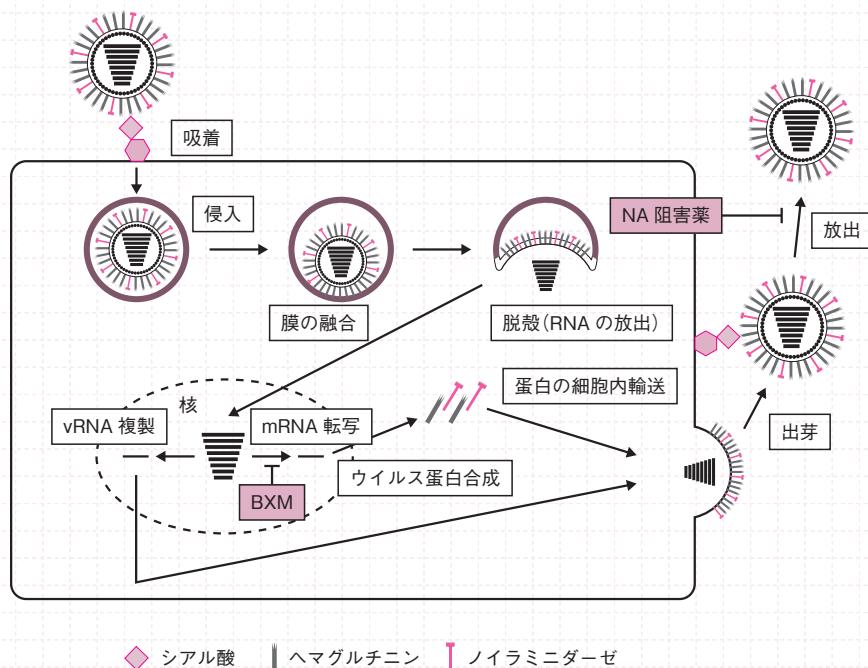 吸着
侵入
NA 阻害薬
放出
膜の融合
脱殻(RNA の放出)
蛋白の細胞内輸送
核
vRNA 複製
mRNA 転写
出芽
ウイルス蛋白合成
BXM
シアル酸
ヘマグルチニン
ノイラミニダーゼ